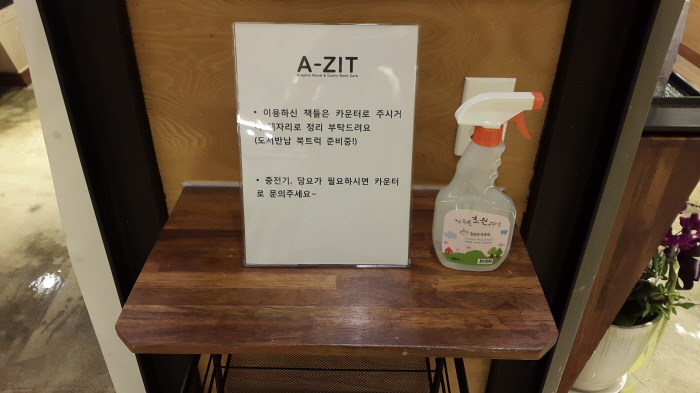 A-ZIT
Graphic Novel & Comic Book Cafe
• 이용하신 책들은 카운터로 주시거
제자리로 정리 부탁드려요
(도서반납 북트럭 준비중!)
• 충전기, 담요가 필요하시면 카운터
로 문의주세요~
초원